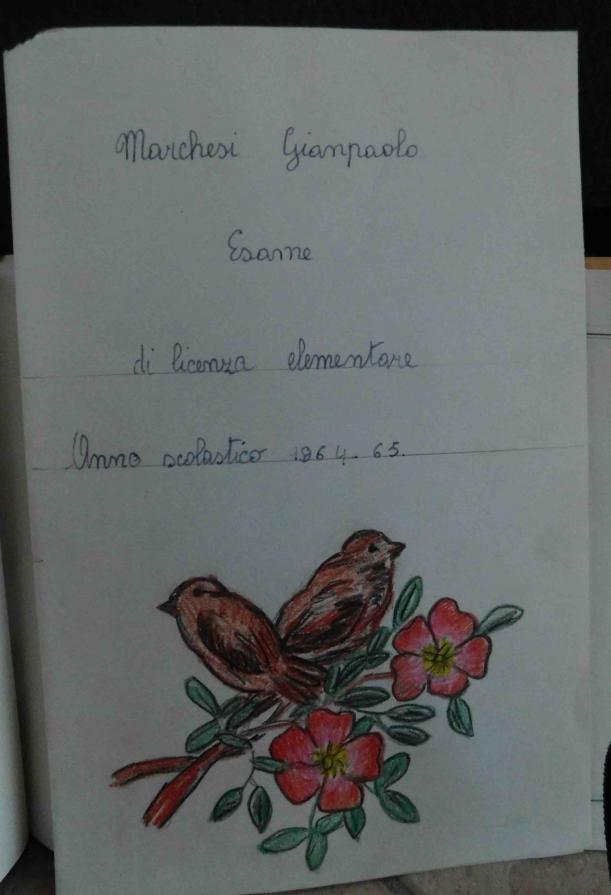 Marchesi Gianpaolo
Esame
di licenza elementare
Anno scolastico 1964-65.